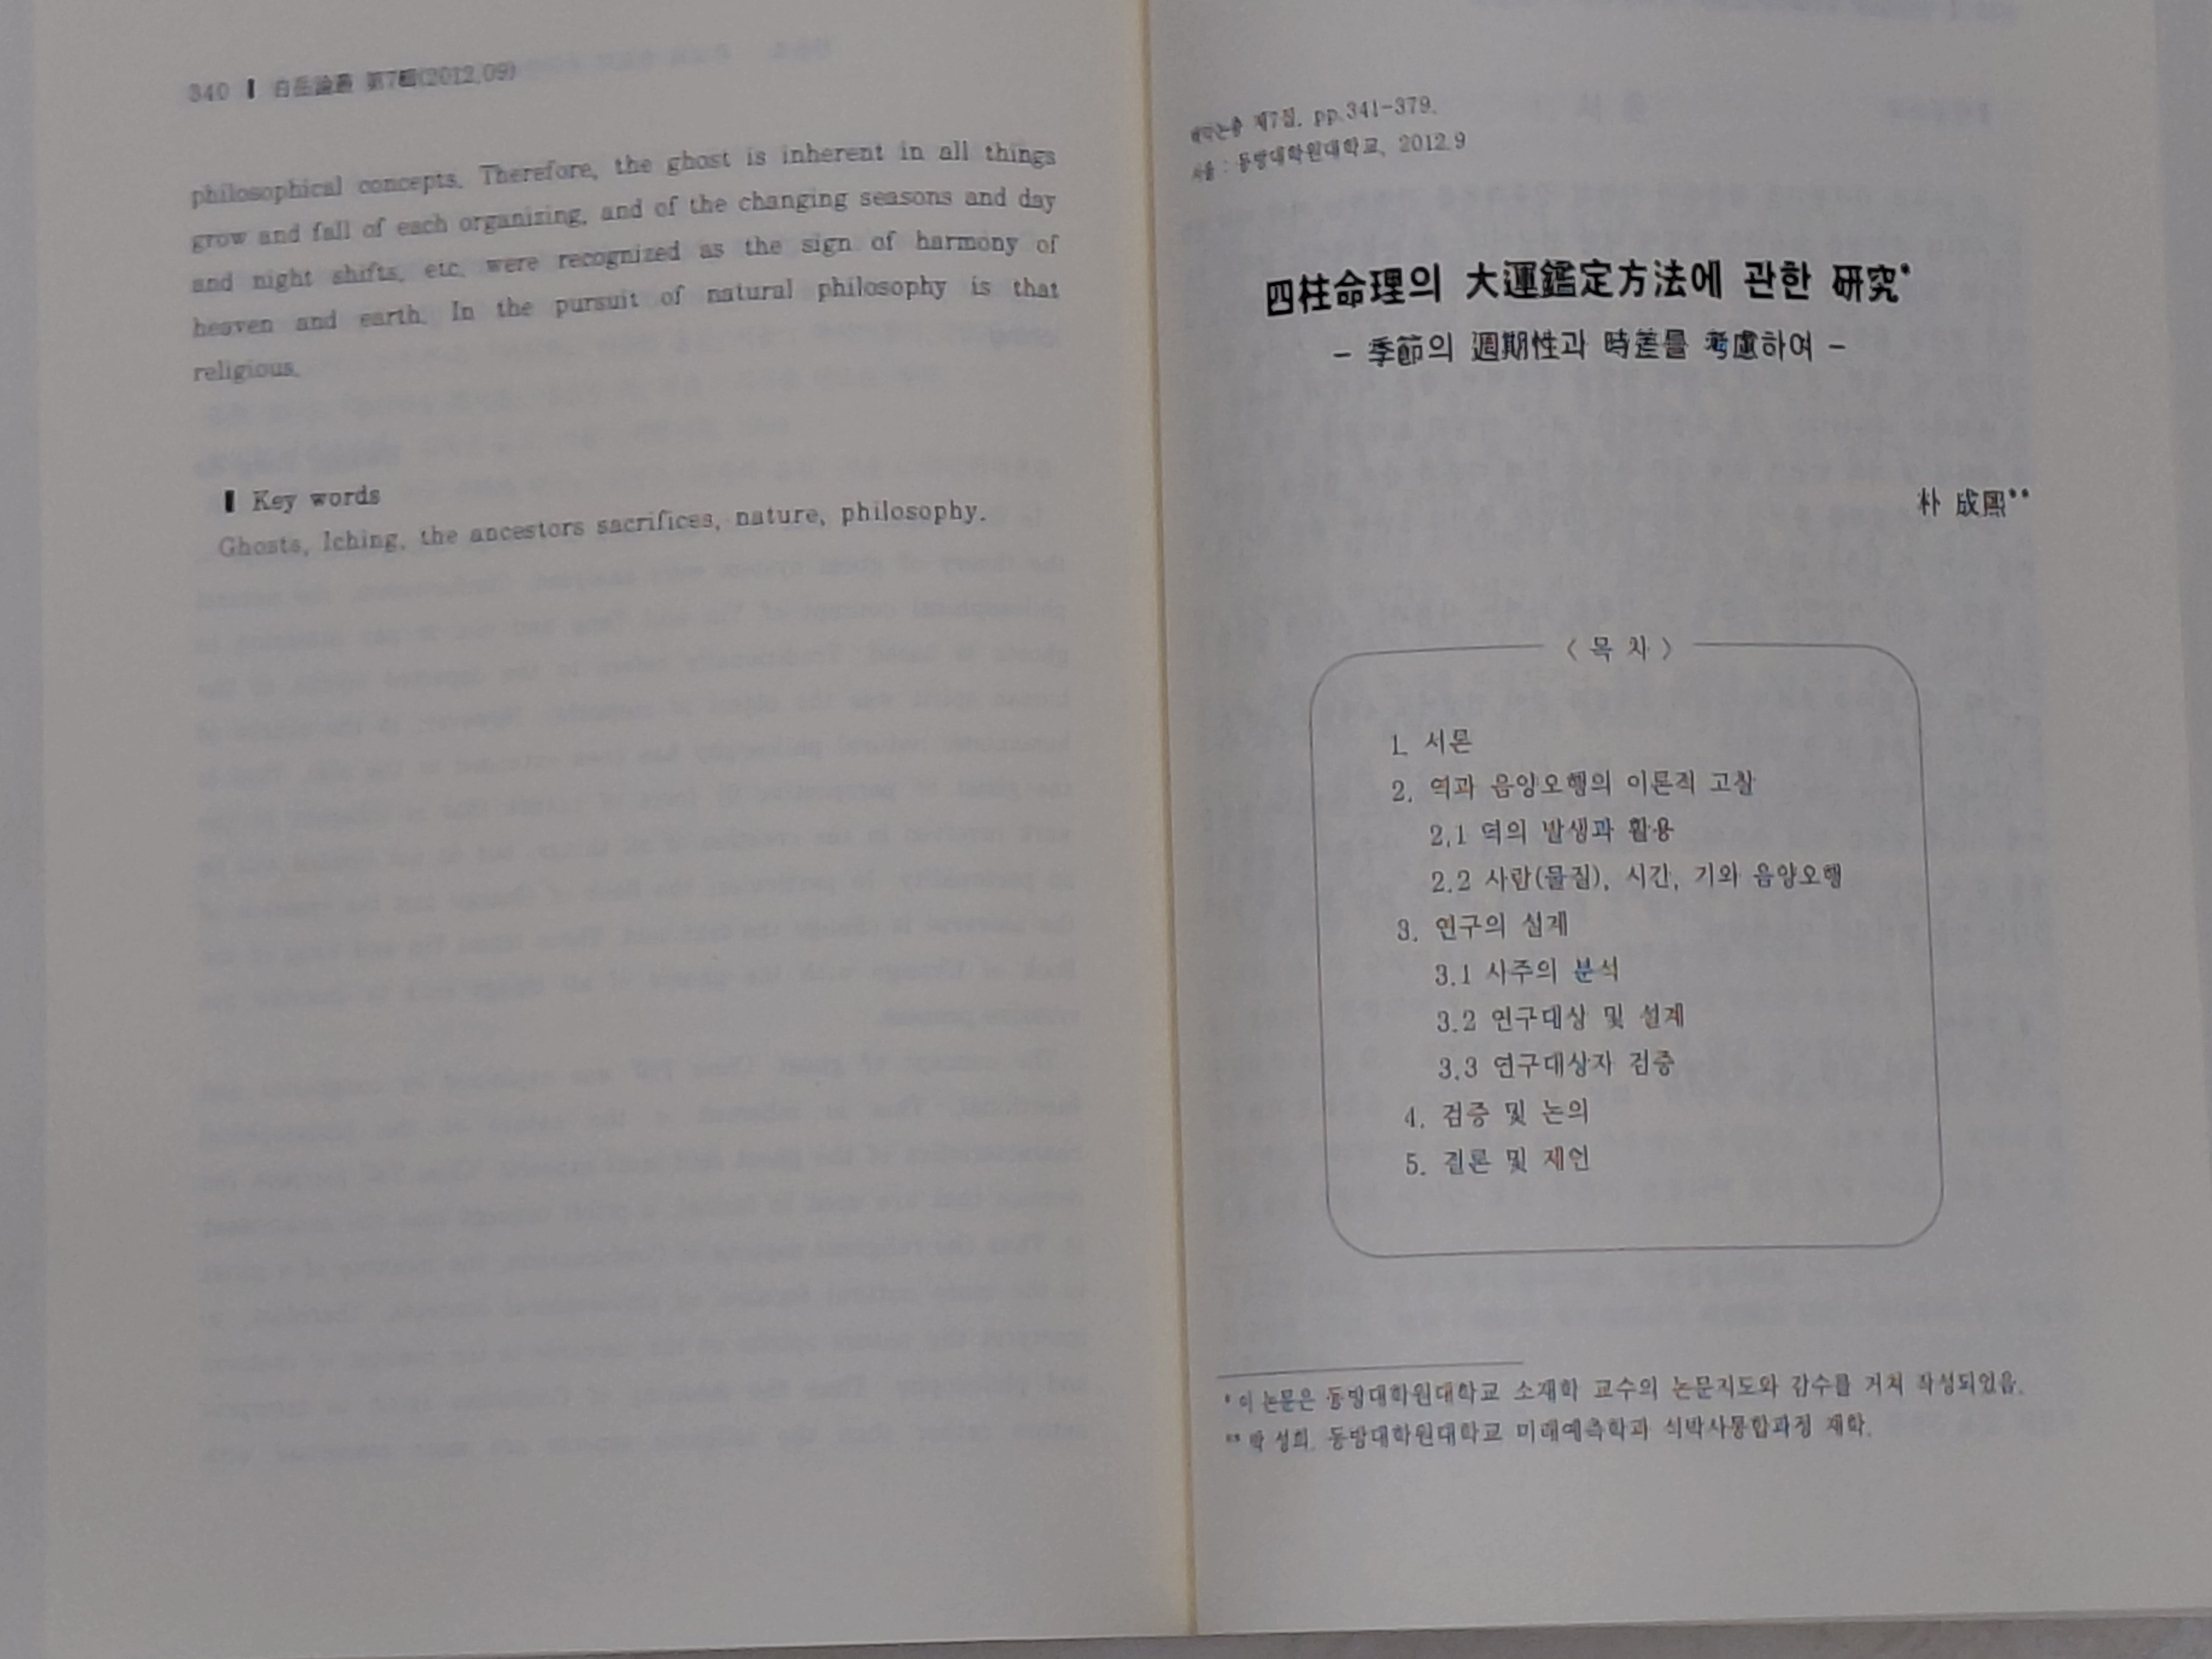 340 ▌ 白岳論叢 第7輯(2012.09)
philosophical concepts. Therefore, the ghost is inherent in all things
grow and fall of each organizing, and of the changing seasons and day
and night shifts, etc. were recognized as the sign of harmony of
heaven and earth. In the pursuit of natural philosophy is that
religious.
▌ Key words
Ghosts, Iching, the ancestors sacrifices, nature, philosophy.
백악논총 제7집. pp.341-379.
서울 : 동방대학원대학교, 2012.9
四柱命理의 大運鑑定方法에 관한 硏究*
- 季節의 週期性과 時差를 考慮하여 -
朴 成熙**
〈 목 차 〉
1. 서론
2. 역과 음양오행의 이론적 고찰
2.1 역의 발생과 활용
2.2 사람(물질), 시간, 기와 음양오행
3. 연구의 설계
3.1 사주의 분석
3.2 연구대상 및 설계
3.3 연구대상자 검증
4. 검증 및 논의
5. 결론 및 제언
* 이 논문은 동방대학원대학교 소재학 교수의 논문지도와 감수를 거쳐 작성되었음.
** 박 성희, 동방대학원대학교 미래예측학과 석박사통합과정 재학.